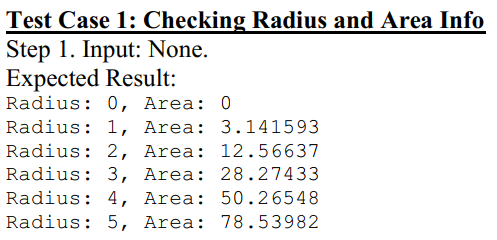 Test Case 1: Checking Radius and Area Info
Step 1. Input: None.
Expected Result:
Radius: 0, Area: 0
Radius: 1, Area: 3.141593
Radius: 2, Area: 12.56637
Radius: 3, Area: 28.27433
Radius: 4, Area: 50.26548
Radius: 5, Area: 78.53982